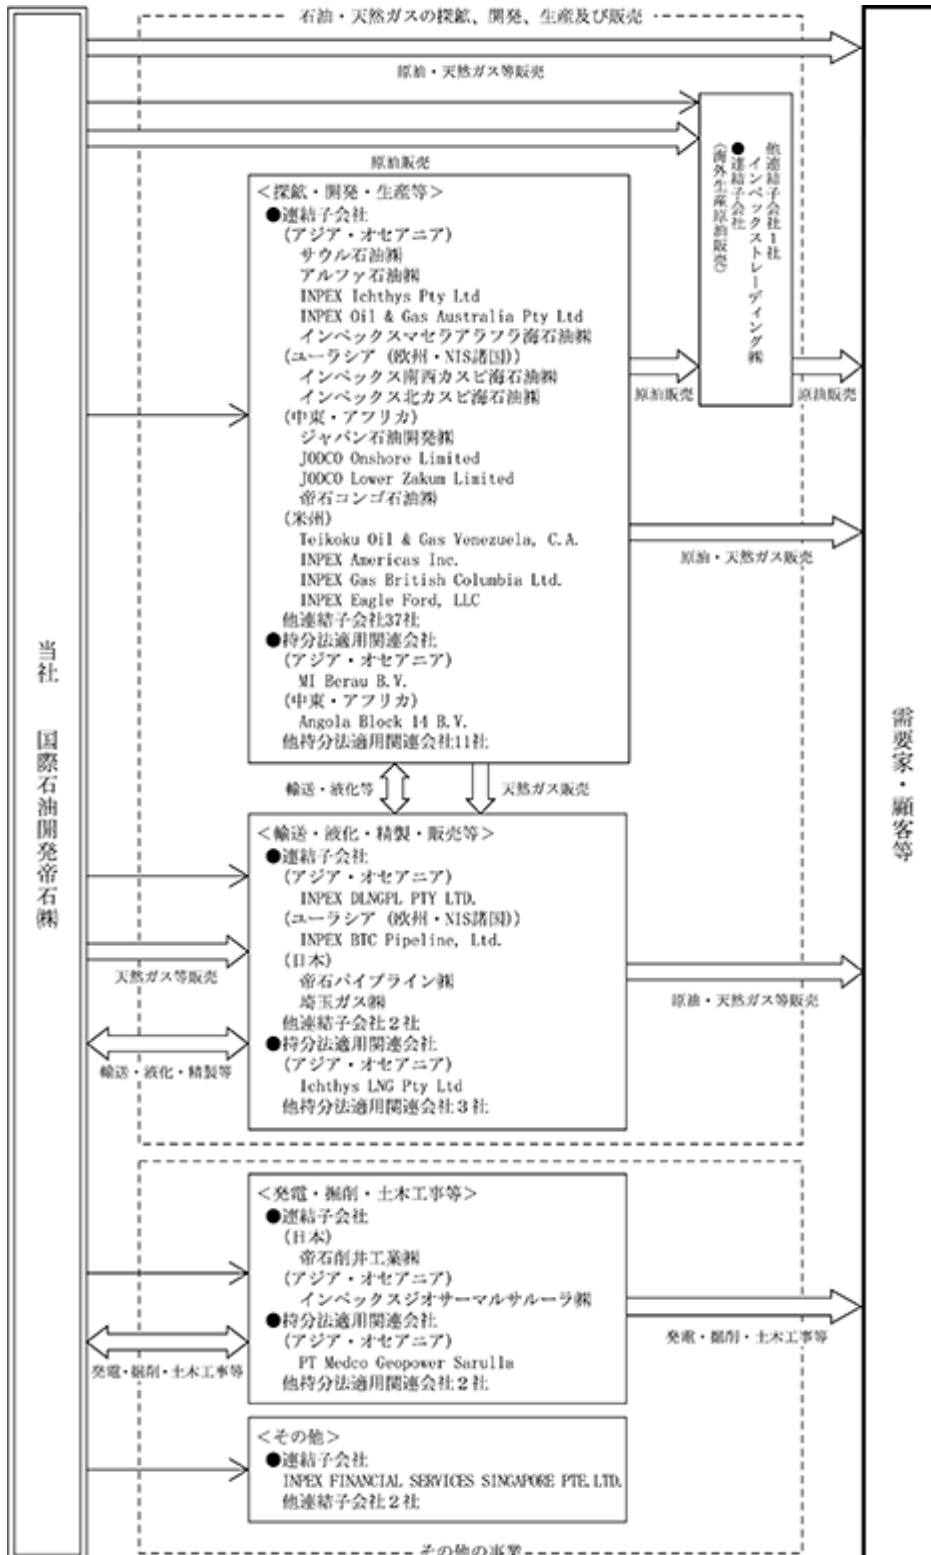 石油・天然ガスの探鉱、開発、生産及び販売
当社 国際石油開発帝石㈱
需要家・顧客等
原油・天然ガス等販売
原油販売
他連結子会社1社
インペックストレーディング㈱
●連結子会社
(海外生産原油販売)
<探鉱・開発・生産等>
●連結子会社
(アジア・オセアニア)
サウル石油㈱
アルファ石油㈱
INPEX Ichthys Pty Ltd
INPEX Oil & Gas Australia Pty Ltd
インペックスマセラアラフラ海石油㈱
(ユーラシア (欧州・NIS諸国))
インペックス南西カスピ海石油㈱
インペックス北カスピ海石油㈱
(中東・アフリカ)
ジャパン石油開発㈱
JODCO Onshore Limited
JODCO Lower Zakum Limited
帝石コンゴ石油㈱
(米州)
Teikoku Oil & Gas Venezuela, C.A.
INPEX Americas Inc.
INPEX Gas British Columbia Ltd.
INPEX Eagle Ford, LLC
他連結子会社37社
●持分法適用関連会社
(アジア・オセアニア)
MI Berau B.V.
(中東・アフリカ)
Angola Block 14 B.V.
他持分法適用関連会社11社
原油販売
原油販売
原油・天然ガス販売
輸送・液化等
天然ガス販売
<輸送・液化・精製・販売等>
●連結子会社
(アジア・オセアニア)
INPEX DLNGPL PTY LTD.
(ユーラシア (欧州・NIS諸国))
INPEX BTC Pipeline, Ltd.
(日本)
帝石パイプライン㈱
埼玉ガス㈱
他連結子会社2社
●持分法適用関連会社
(アジア・オセアニア)
Ichthys LNG Pty Ltd
他持分法適用関連会社3社
天然ガス等販売
輸送・液化・精製等
原油・天然ガス等販売
<発電・掘削・土木工事等>
●連結子会社
(日本)
帝石削井工業㈱
(アジア・オセアニア)
インペックスジオサーマルサルーラ㈱
●持分法適用関連会社
(アジア・オセアニア)
PT Medco Geopower Sarulla
他持分法適用関連会社2社
発電・掘削・土木工事等
発電・掘削・土木工事等
<その他>
●連結子会社
INPEX FINANCIAL SERVICES SINGAPORE PTE.LTD.
他連結子会社2社
その他の事業